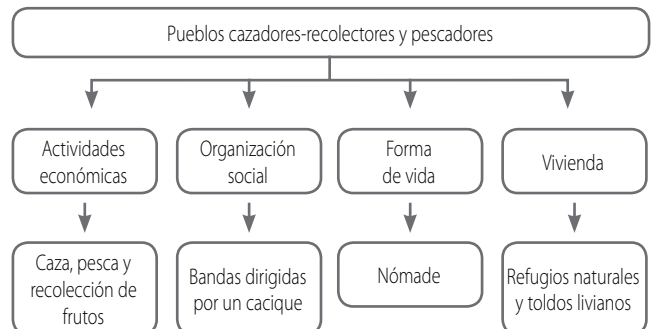 Pueblos cazadores-recolectores y pescadores
Actividades
económicas
Organización
social
Forma
de vida
Vivienda
Caza, pesca y
recolección de
frutos
Bandas dirigidas
por un cacique
Nómade
Refugios naturales
y toldos livianos